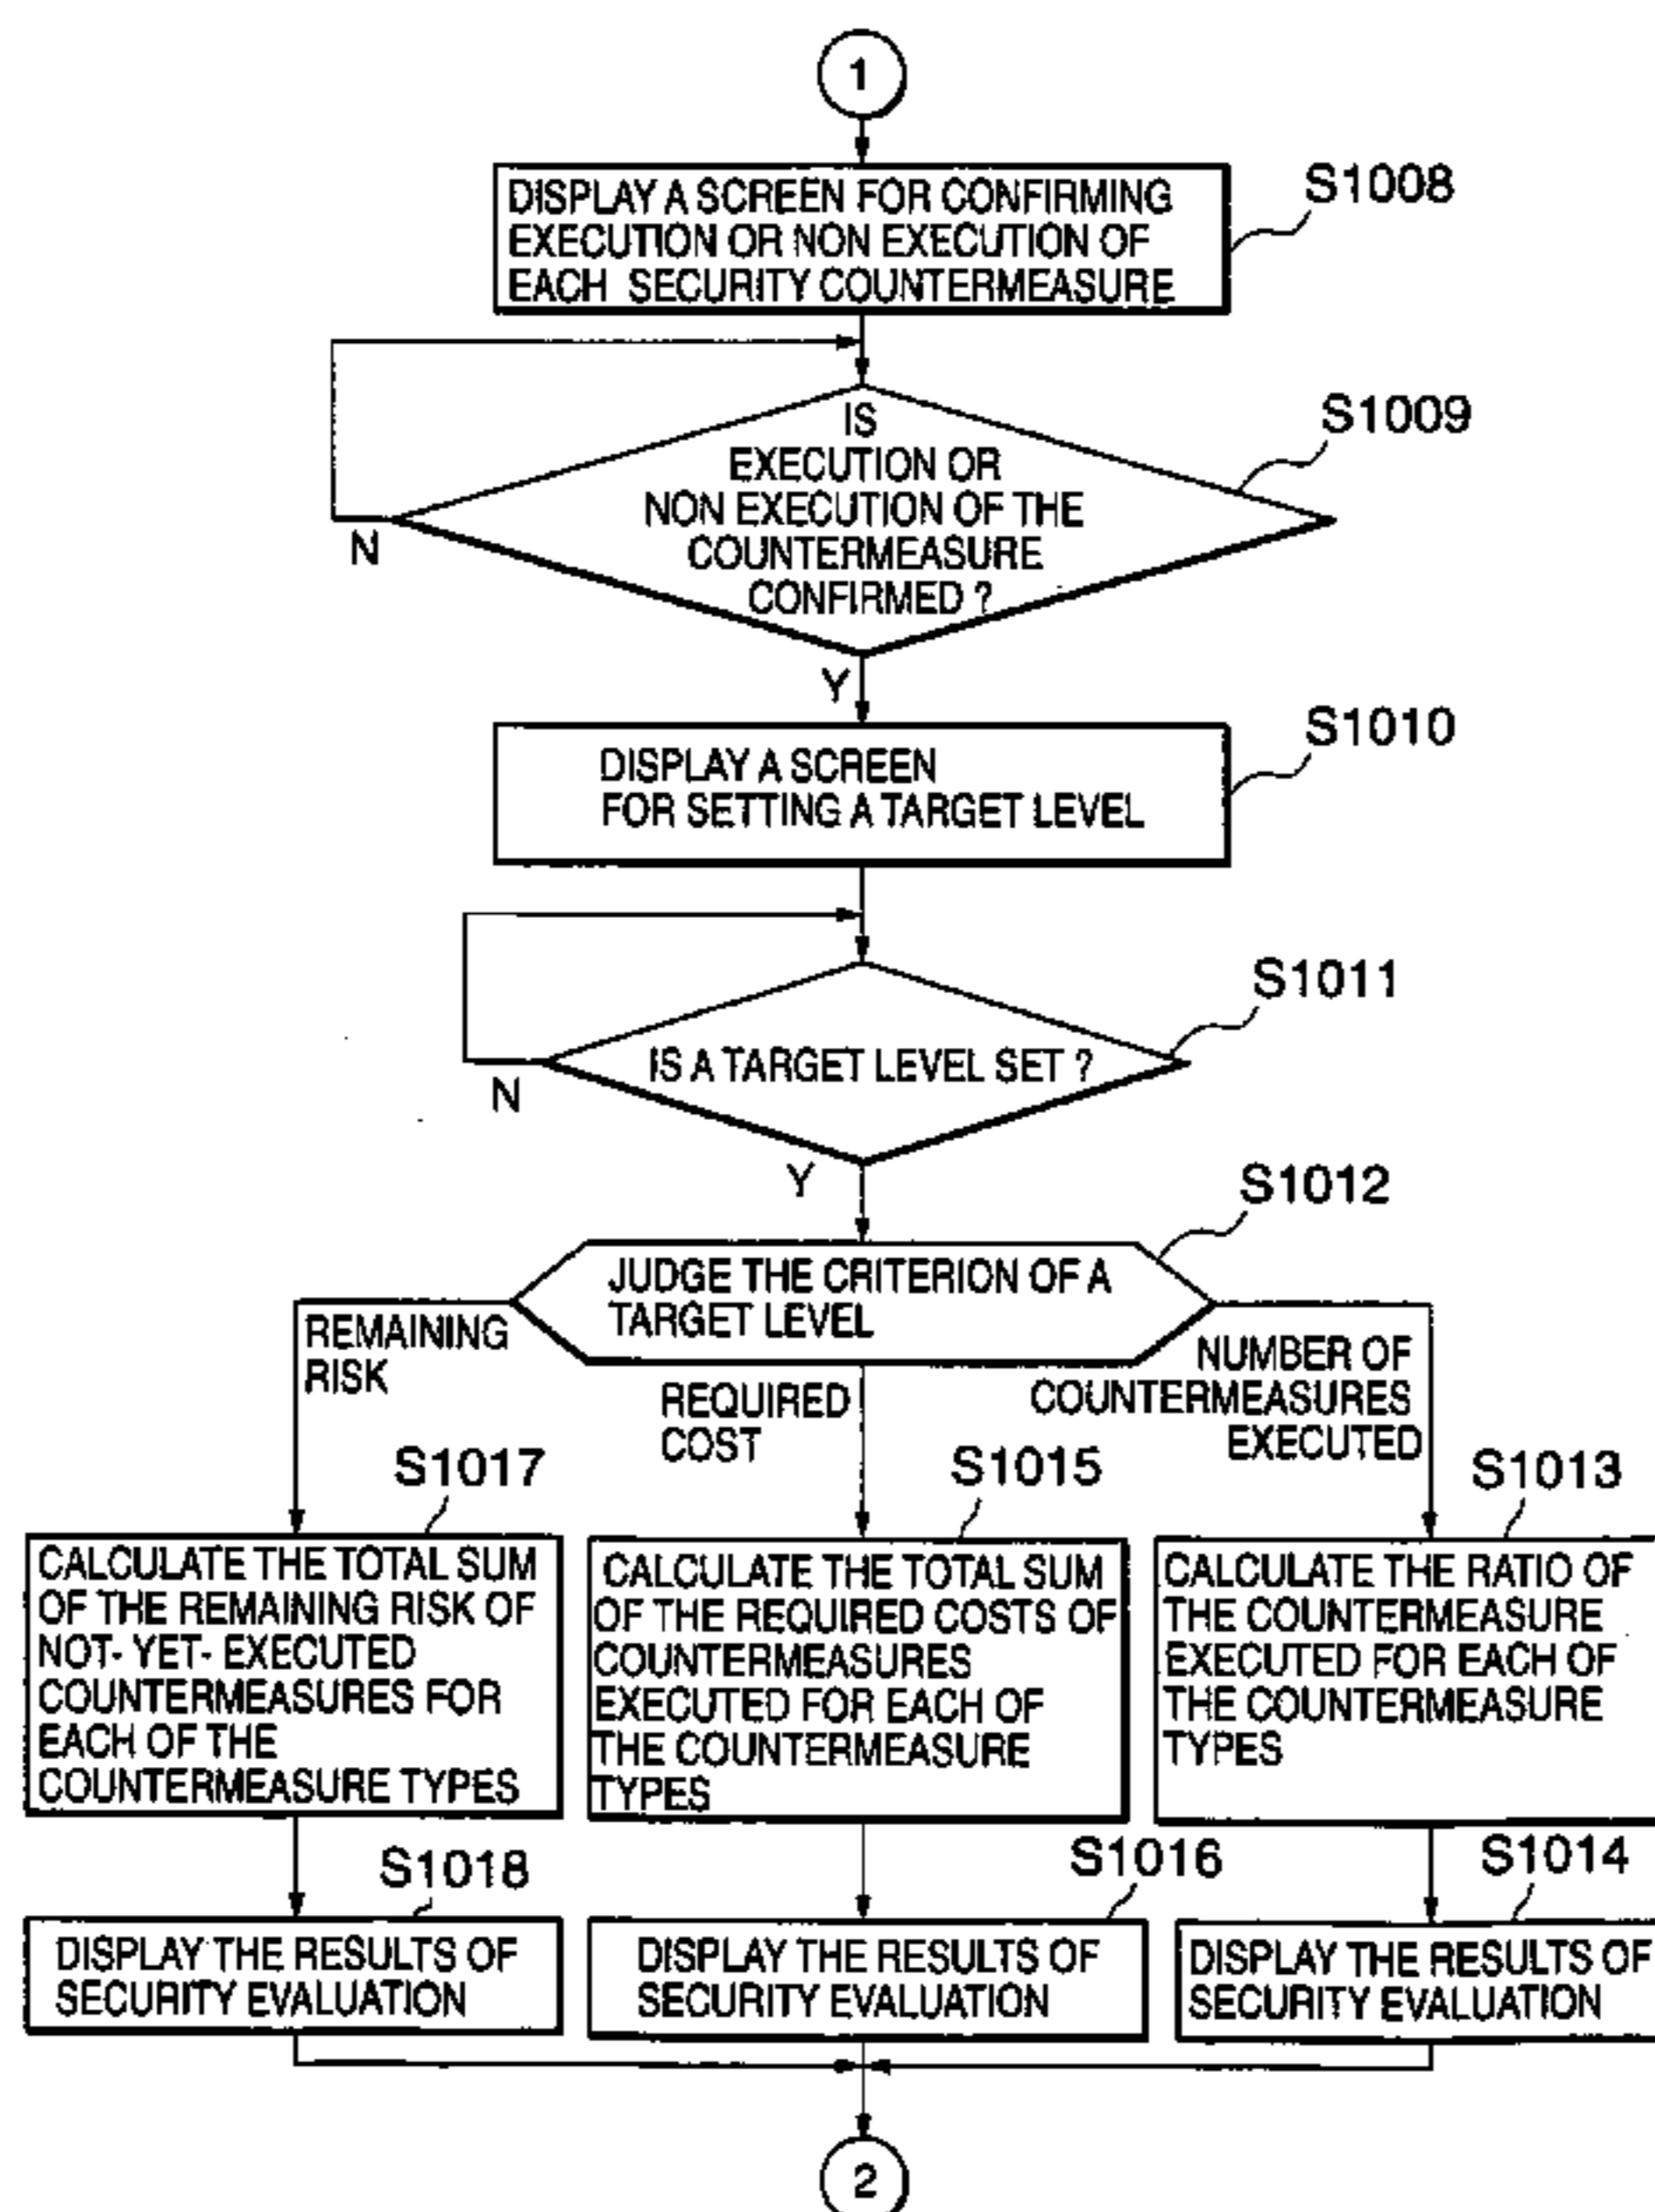 1
DISPLAY A SCREEN FOR CONFIRMING
EXECUTION OR NON EXECUTION OF
EACH SECURITY COUNTERMEASURE
S1008
IS
EXECUTION OR
NON EXECUTION OF THE
COUNTERMEASURE
CONFIRMED ?
S1009
N
Y
DISPLAY A SCREEN
FOR SETTING A TARGET LEVEL
S1010
IS A TARGET LEVEL SET ?
S1011
N
Y
S1012
JUDGE THE CRITERION OF A
TARGET LEVEL
REMAINING
RISK
REQUIRED
COST
NUMBER OF
COUNTERMEASURES
EXECUTED
S1017
CALCULATE THE TOTAL SUM
OF THE REMAINING RISK OF
NOT- YET- EXECUTED
COUNTERMEASURES FOR
EACH OF THE
COUNTERMEASURE TYPES
S1015
CALCULATE THE TOTAL SUM
OF THE REQUIRED COSTS OF
COUNTERMEASURES
EXECUTED FOR EACH OF
THE COUNTERMEASURE
TYPES
S1013
CALCULATE THE RATIO OF
THE COUNTERMEASURE
EXECUTED FOR EACH OF
THE COUNTERMEASURE
TYPES
S1018
DISPLAY THE RESULTS OF
SECURITY EVALUATION
S1016
DISPLAY THE RESULTS OF
SECURITY EVALUATION
S1014
DISPLAY THE RESULTS OF
SECURITY EVALUATION
2